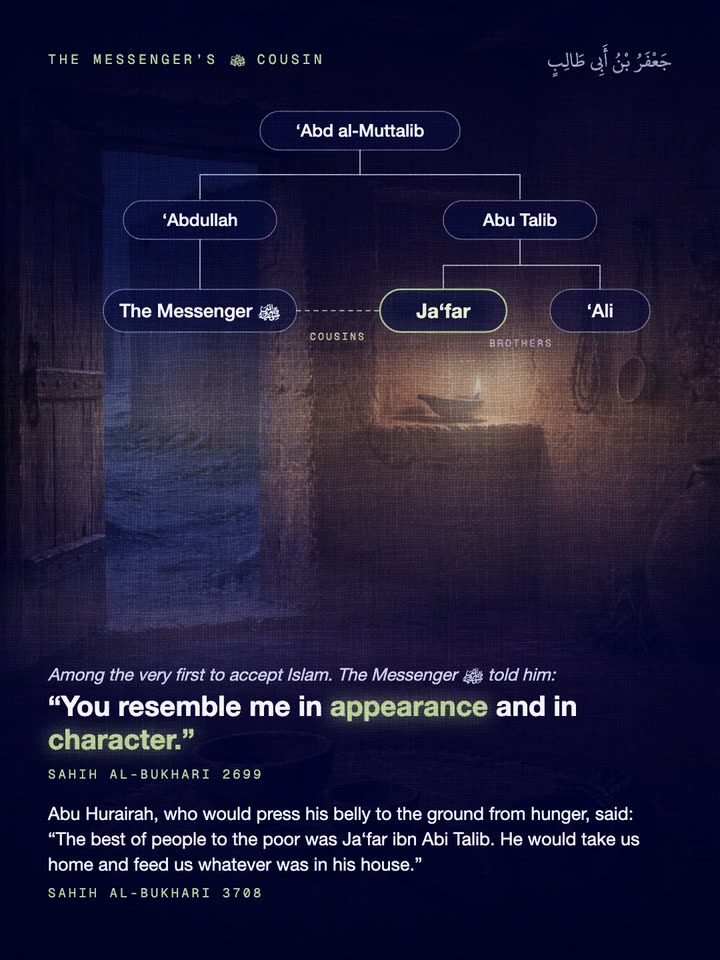 THE MESSENGER'S ﷺ COUSIN
جَعْفَرُ بْنُ أَبِي طَالِبٍ
‘Abd al-Muttalib
‘Abdullah
Abu Talib
The Messenger ﷺ
Ja‘far
‘Ali
COUSINS
BROTHERS
Among the very first to accept Islam. The Messenger ﷺ told him:
“You resemble me in appearance and in
character.”
SAHIH AL-BUKHARI 2699
Abu Hurairah, who would press his belly to the ground from hunger, said:
“The best of people to the poor was Ja‘far ibn Abi Talib. He would take us
home and feed us whatever was in his house.”
SAHIH AL-BUKHARI 3708